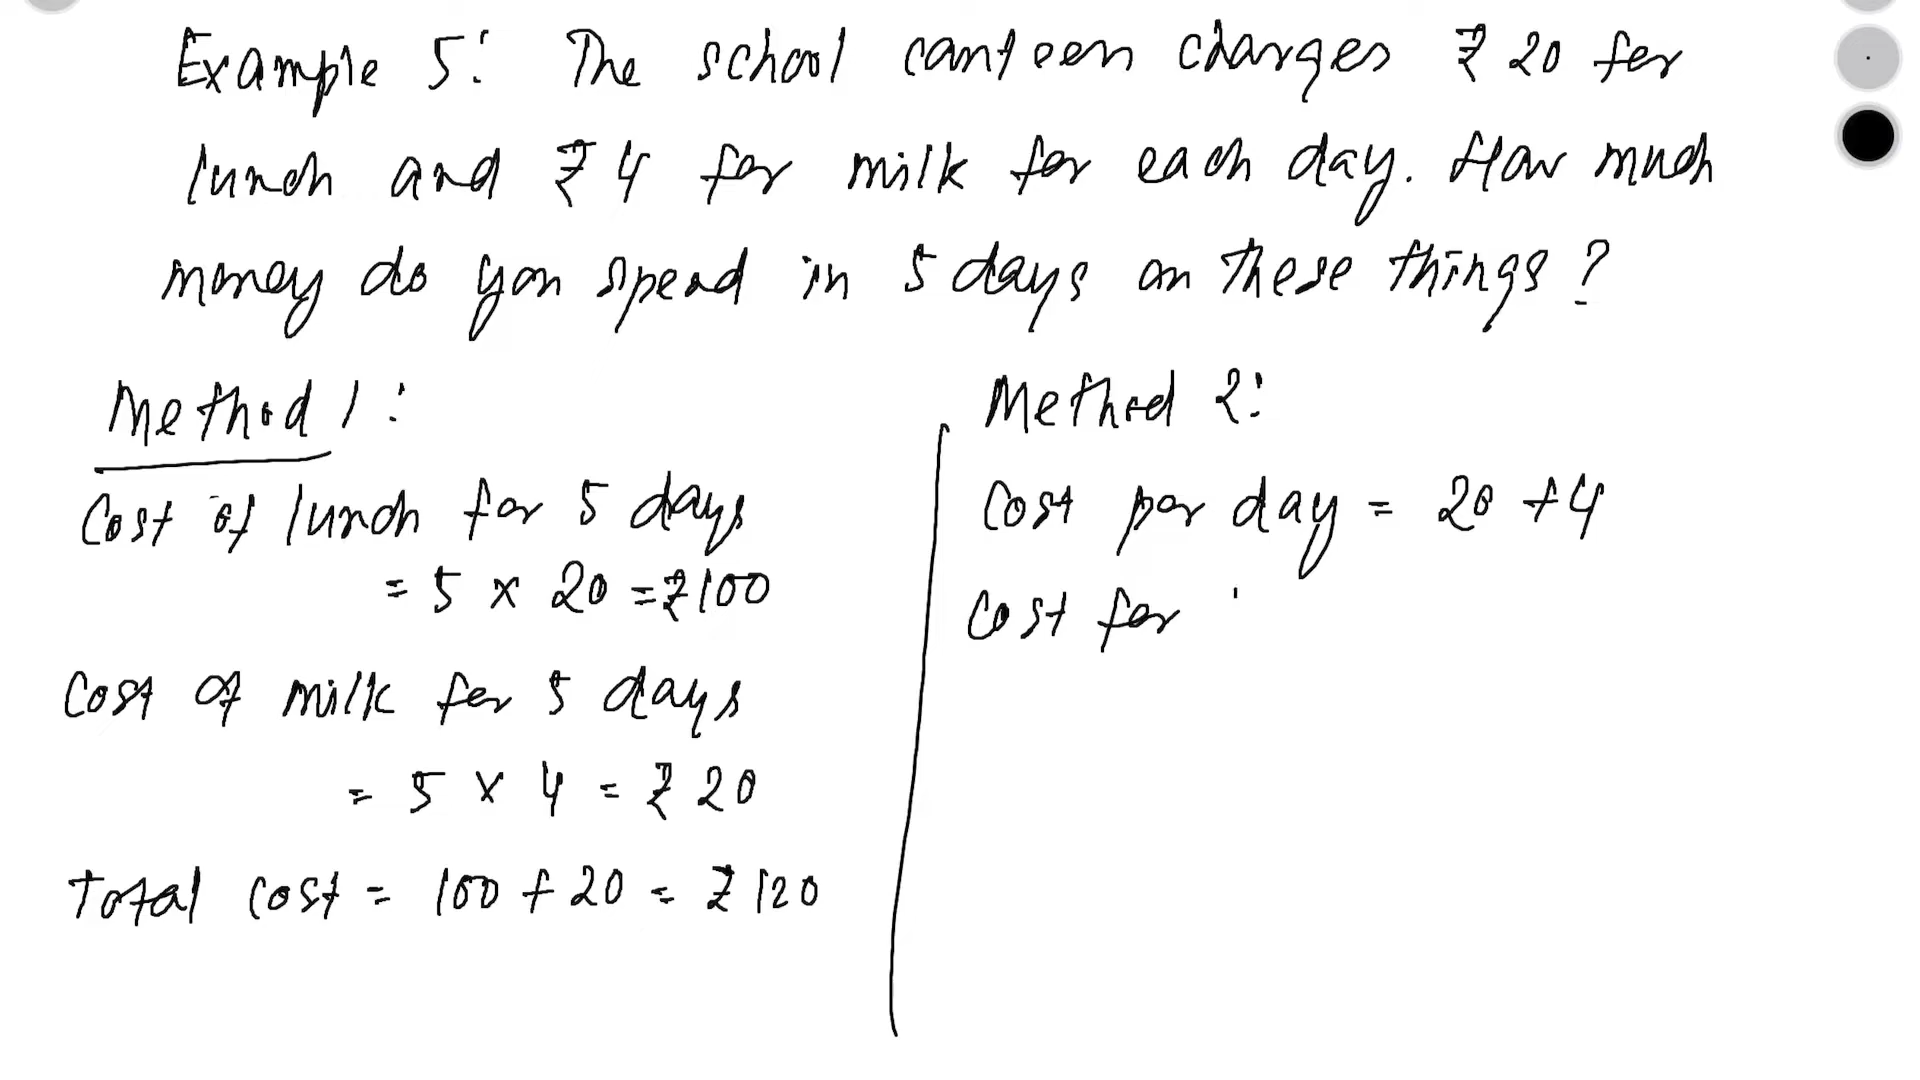 Example 5: The school canteen charges ₹ 20 for
lunch and ₹ 4 for milk for each day. How much
money do you spend in 5 days on these things?
Method 1:
Cost of lunch for 5 days
= 5 × 20 = ₹100
Cost of milk for 5 days
= 5 × 4 = ₹ 20
Total cost = 100 + 20 = ₹ 120
Method 2:
Cost per day = 20 + 4
Cost for